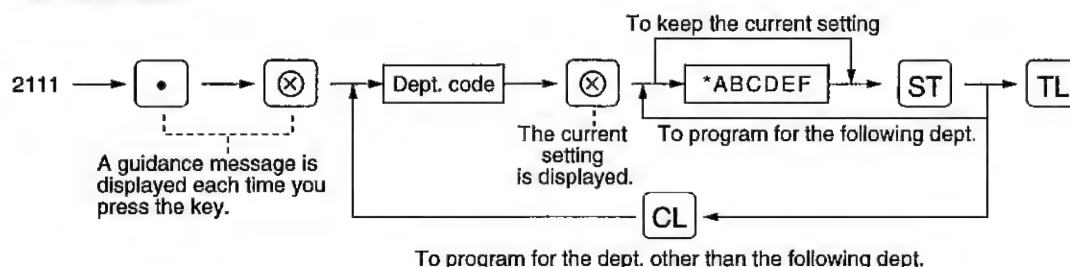 To keep the current setting
2111
•
⊗
Dept. code
⊗
*ABCDEF
ST
TL
A guidance message is
displayed each time you
press the key.
The current
setting
is displayed.
To program for the following dept.
CL
To program for the dept. other than the following dept.